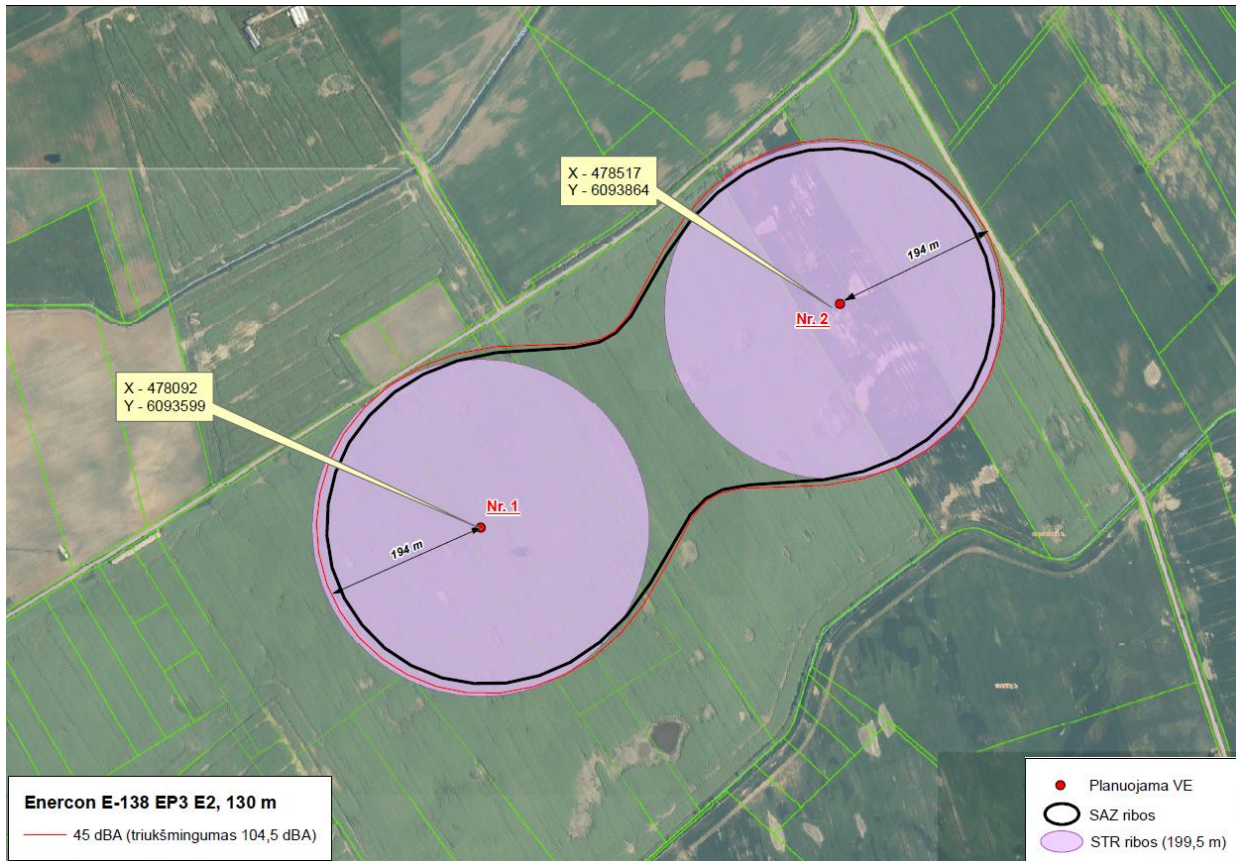 X - 478517
Y - 6093864
194 m
Nr. 2
X - 478092
Y - 6093599
Nr. 1
194 m
Enercon E-138 EP3 E2, 130 m
45 dBA (triukšmingumas 104,5 dBA)
Planuojama VE
SAZ ribos
STR ribos (199,5 m)